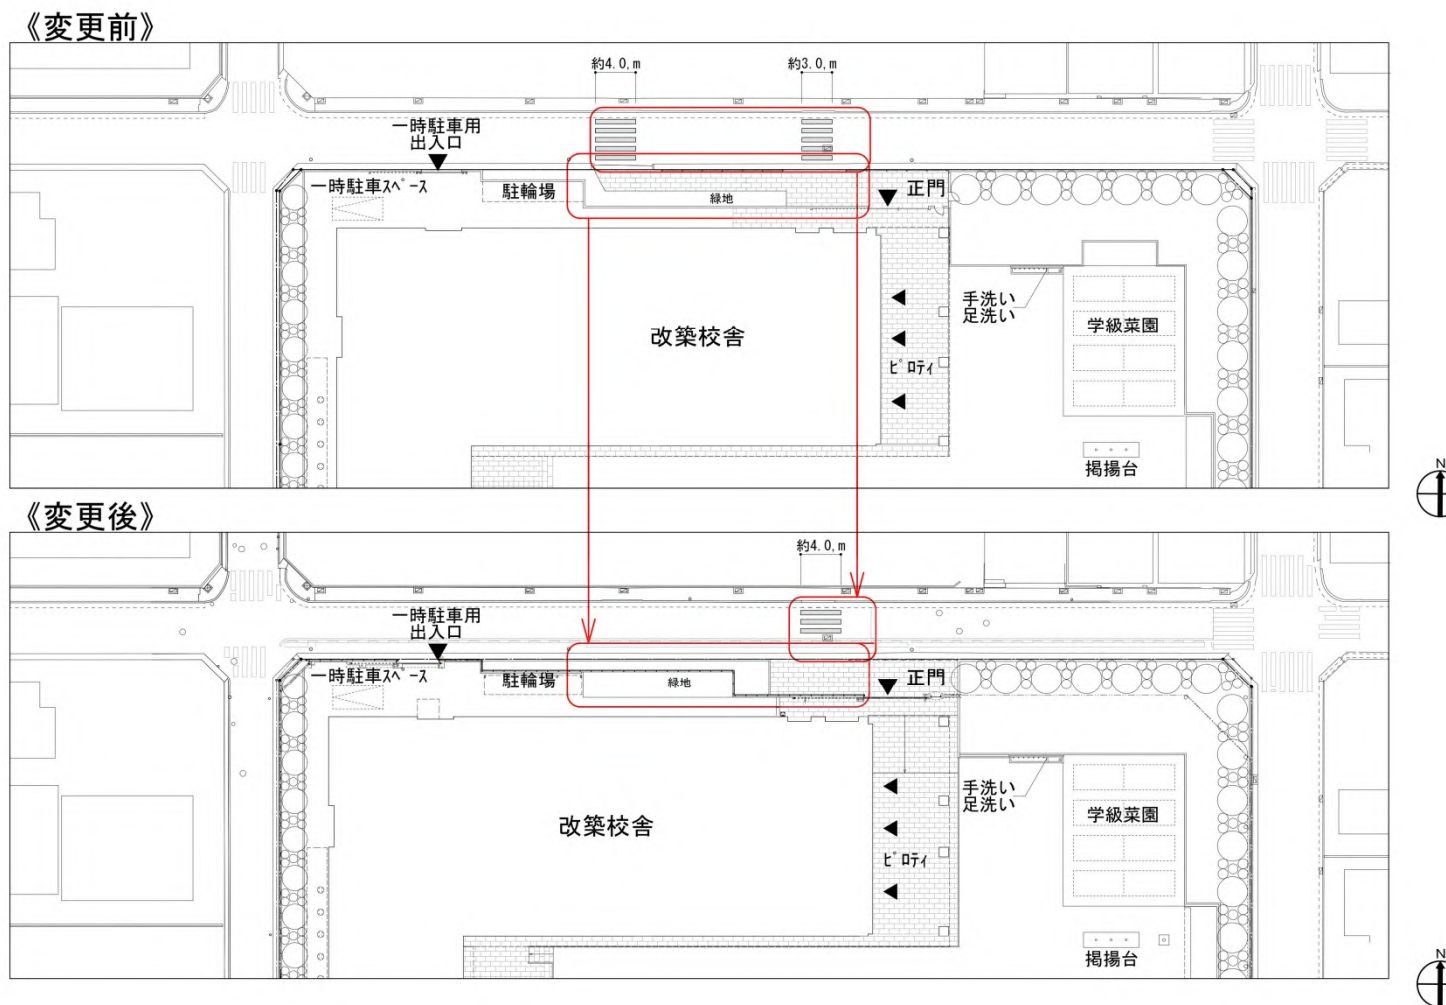 《変更前》
約4.0,m
約3.0,m
一時駐車用
出入口
一時駐車スペース
駐輪場
緑地
正門
手洗い
足洗い
学級菜園
改築校舎
ピロティ
掲揚台
N
《変更後》
約4.0,m
一時駐車用
出入口
一時駐車スペース
駐輪場
緑地
正門
手洗い
足洗い
学級菜園
改築校舎
ピロティ
掲揚台
N